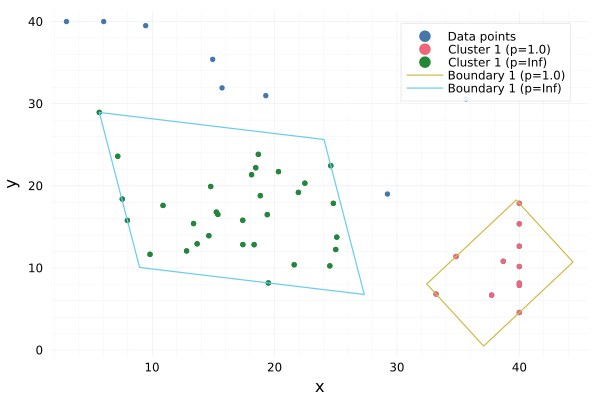 40
30
20
10
0
y
10
20
30
40
x
Data points
Cluster 1 (p=1.0)
Cluster 1 (p=Inf)
Boundary 1 (p=1.0)
Boundary 1 (p=Inf)